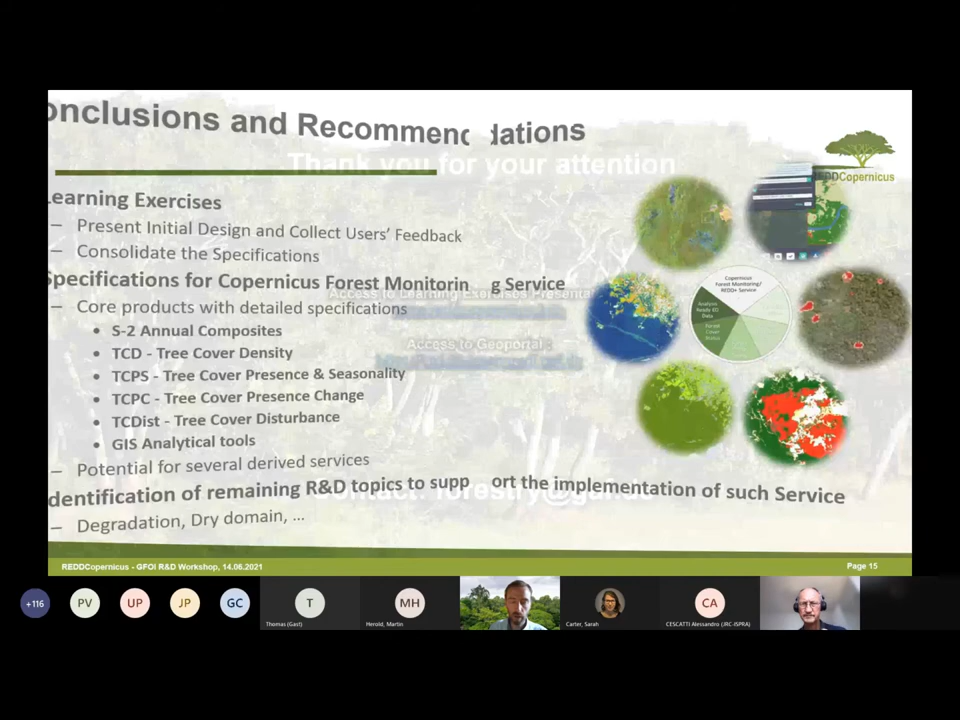 onclusions and Recommendations
Thank you for your attention
REDDCopernicus
Learning Exercises
– Present Initial Design and Collect Users' Feedback
– Consolidate the Specifications
Specifications for Copernicus Forest Monitoring Service
Access to Learning Exercises Presenta
– Core products with detailed specifications
• S-2 Annual Composites
Access to Geoportal :
• TCD - Tree Cover Density
• TCPS - Tree Cover Presence & Seasonality
• TCPC - Tree Cover Presence Change
• TCDist - Tree Cover Disturbance
• GIS Analytical tools
– Potential for several derived services
dentification of remaining R&D topics to support the implementation of such Service
Contact: forestry@gaf.de
– Degradation, Dry domain, ...
Copernicus
Forest Monitoring/
REDD+ Service
Analysis
Ready EO
Data
Forest
Cover
Status
REDDCopernicus - GFOI R&D Workshop, 14.06.2021
Page 15
+116
PV
UP
JP
GC
T
MH
CA
Thomas (Gast)
Herold, Martin
Carter, Sarah
CESCATTI Alessandro (JRC-ISPRA)